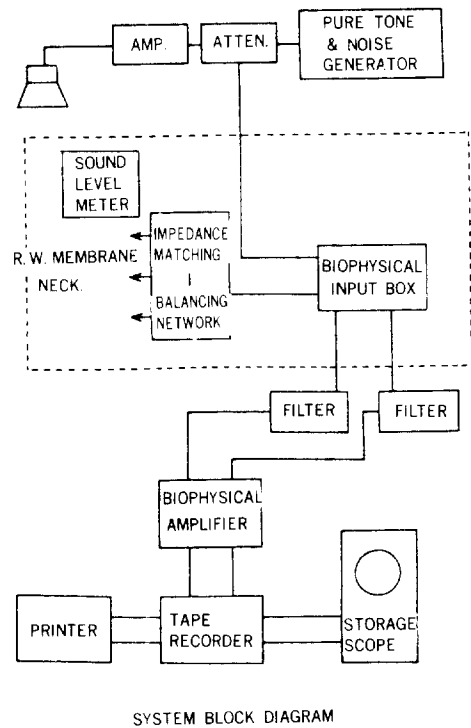 AMP.
ATTEN.
PURE TONE
& NOISE
GENERATOR
SOUND
LEVEL
METER
R.W. MEMBRANE
NECK.
IMPEDANCE
MATCHING
BALANCING
NETWORK
BIOPHYSICAL
INPUT BOX
FILTER
FILTER
BIOPHYSICAL
AMPLIFIER
PRINTER
TAPE
RECORDER
STORAGE
SCOPE
SYSTEM BLOCK DIAGRAM